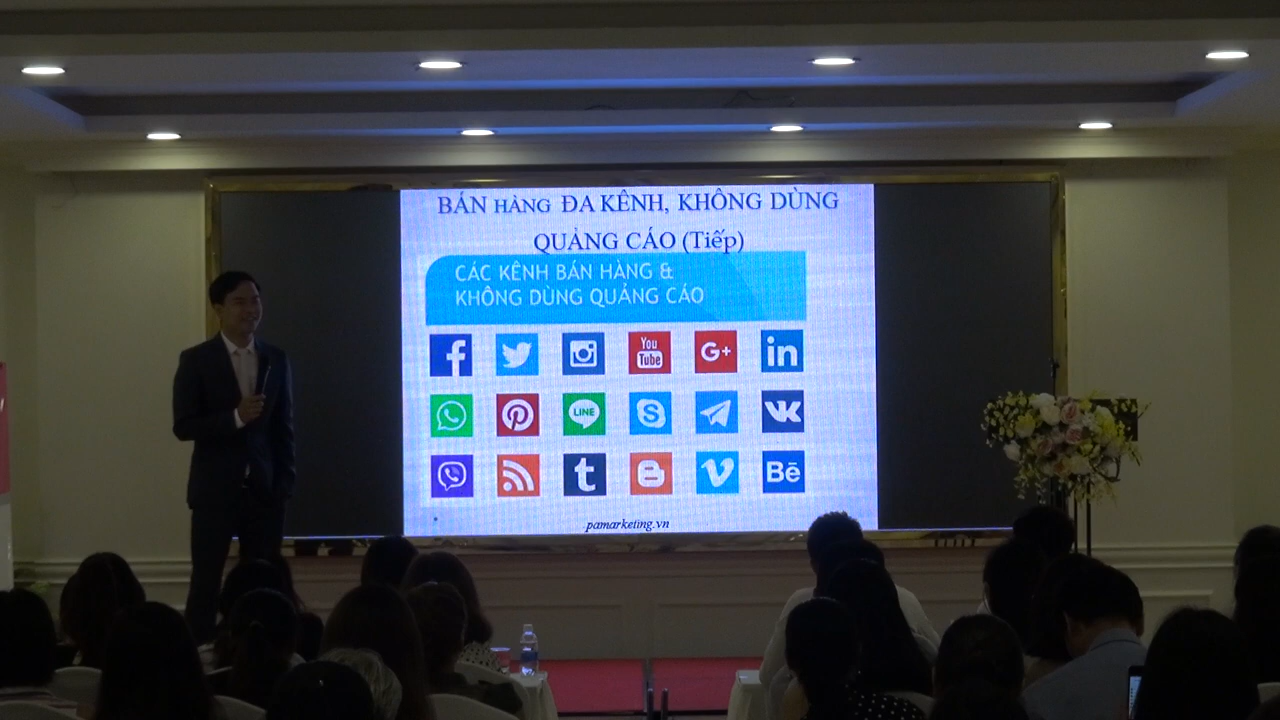 BÁN HÀNG ĐA KÊNH, KHÔNG DÙNG
QUẢNG CÁO (Tiếp)
CÁC KÊNH BÁN HÀNG &
KHÔNG DÙNG QUẢNG CÁO
You
Tube
G+
in
LINE
Bē
pamarketing.vn